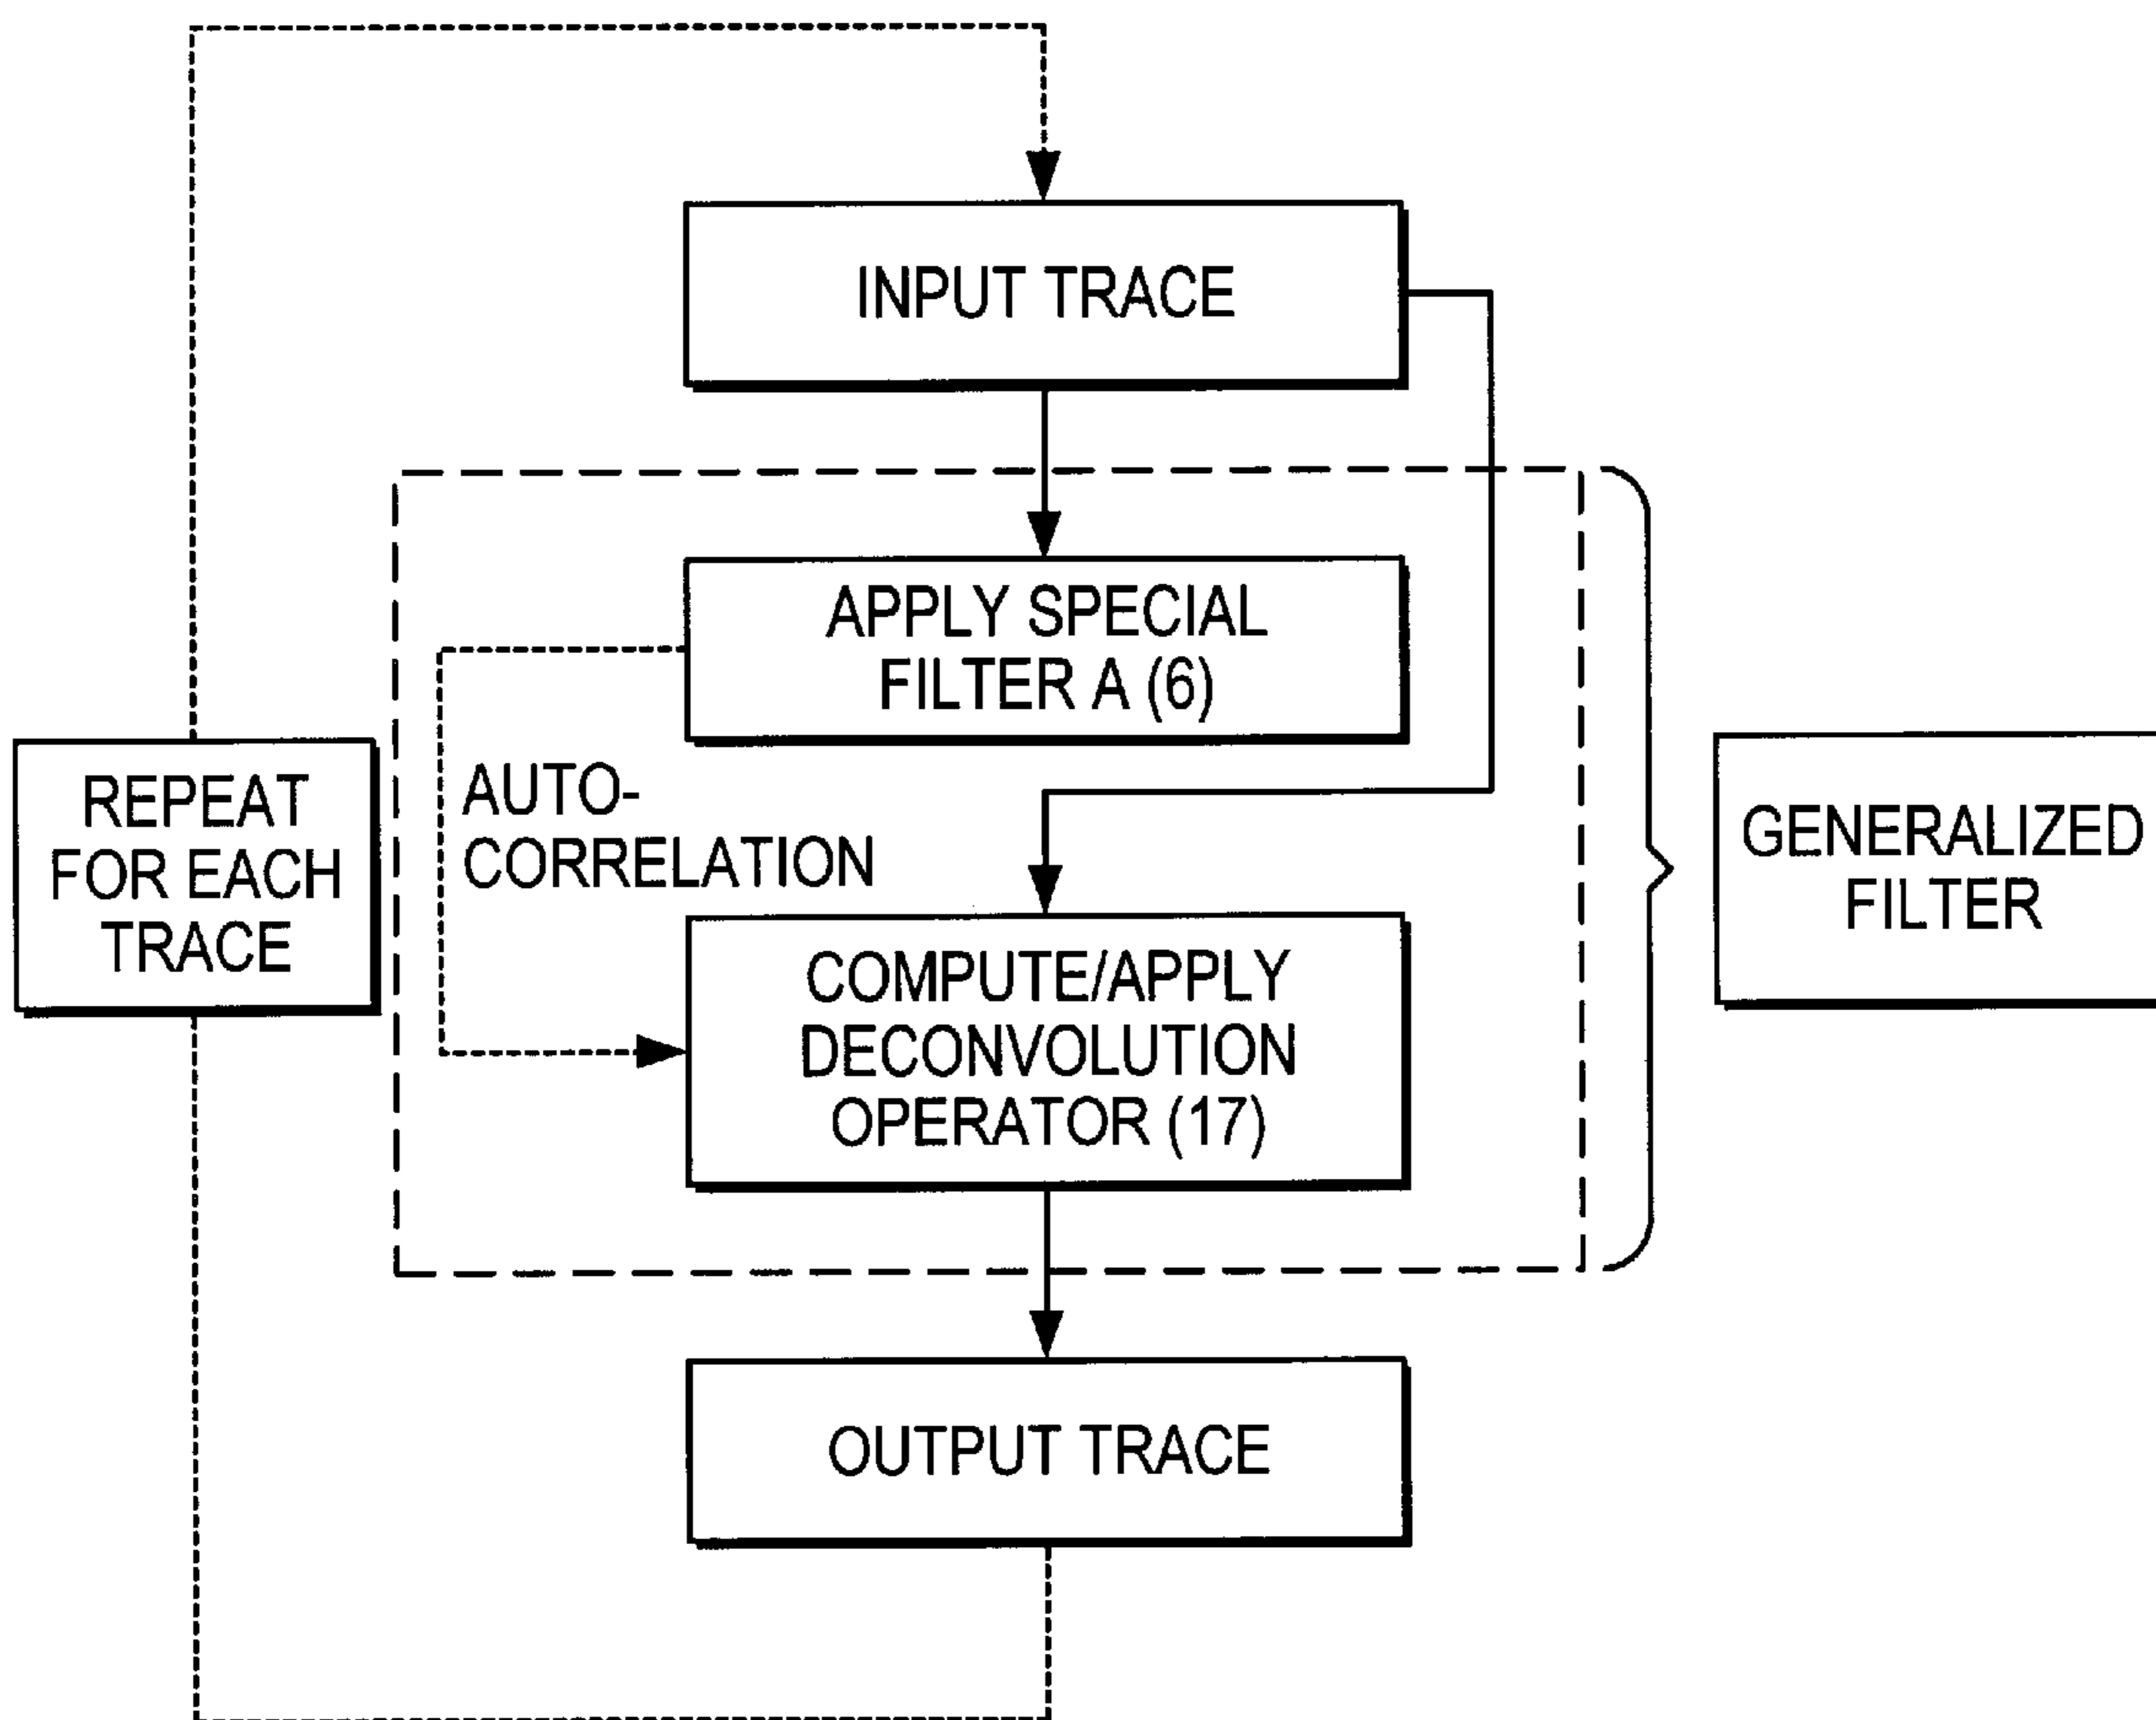 INPUT TRACE
APPLY SPECIAL
FILTER A (6)
AUTO-
CORRELATION
REPEAT
FOR EACH
TRACE
GENERALIZED
FILTER
COMPUTE/APPLY
DECONVOLUTION
OPERATOR (17)
OUTPUT TRACE